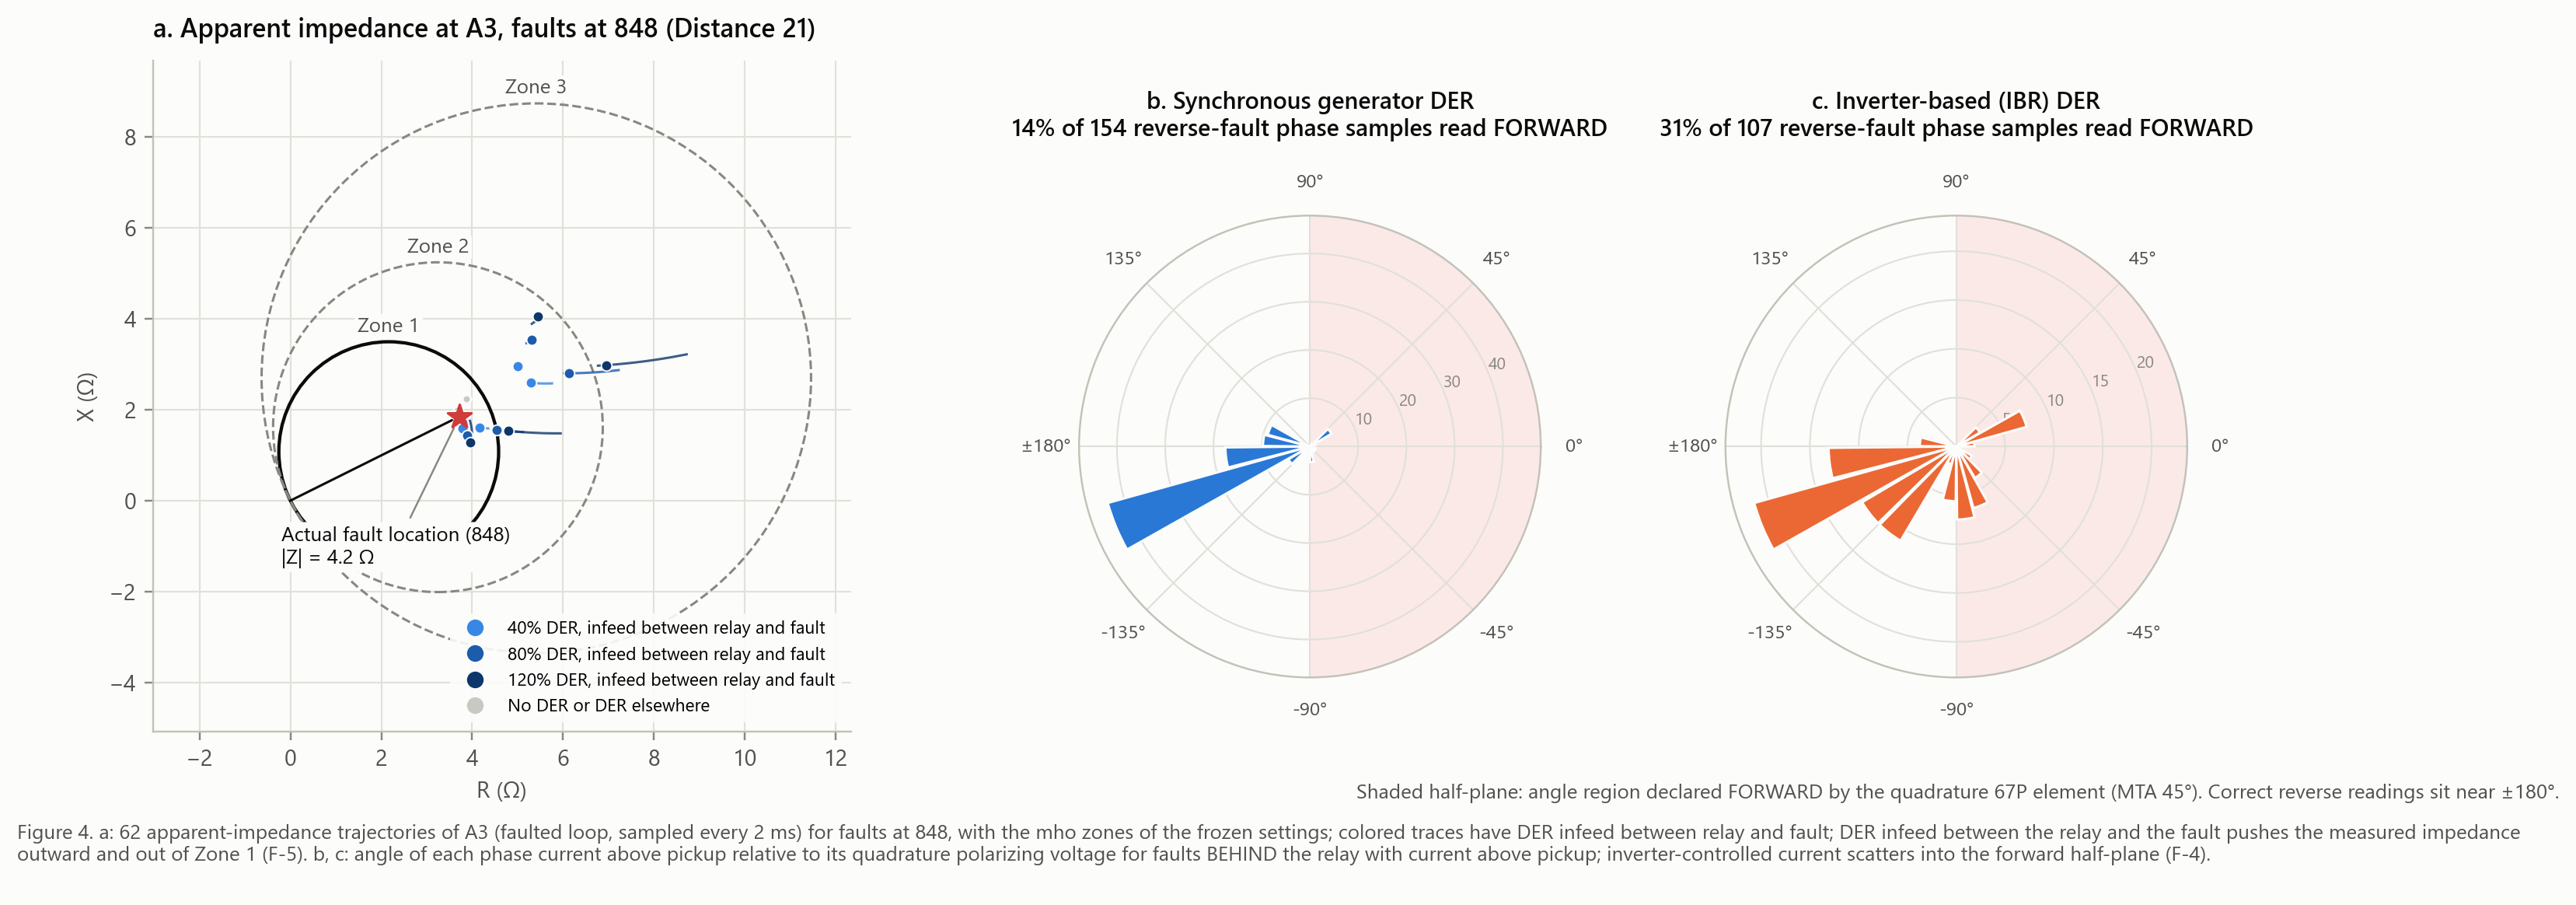 a. Apparent impedance at A3, faults at 848 (Distance 21)
Zone 3
Zone 2
Zone 1
8
6
4
2
0
−2
−4
X (Ω)
Actual fault location (848)
|Z| = 4.2 Ω
40% DER, infeed between relay and fault
80% DER, infeed between relay and fault
120% DER, infeed between relay and fault
No DER or DER elsewhere
−2
0
2
4
6
8
10
12
R (Ω)
b. Synchronous generator DER
14% of 154 reverse-fault phase samples read FORWARD
90°
135°
45°
40
30
20
10
±180°
0°
-135°
-45°
-90°
c. Inverter-based (IBR) DER
31% of 107 reverse-fault phase samples read FORWARD
90°
135°
45°
20
15
10
5
±180°
0°
-135°
-45°
-90°
Shaded half-plane: angle region declared FORWARD by the quadrature 67P element (MTA 45°). Correct reverse readings sit near ±180°.
Figure 4. a: 62 apparent-impedance trajectories of A3 (faulted loop, sampled every 2 ms) for faults at 848, with the mho zones of the frozen settings; colored traces have DER infeed between relay and fault; DER infeed between the relay and the fault pushes the measured impedance
outward and out of Zone 1 (F-5). b, c: angle of each phase current above pickup relative to its quadrature polarizing voltage for faults BEHIND the relay with current above pickup; inverter-controlled current scatters into the forward half-plane (F-4).